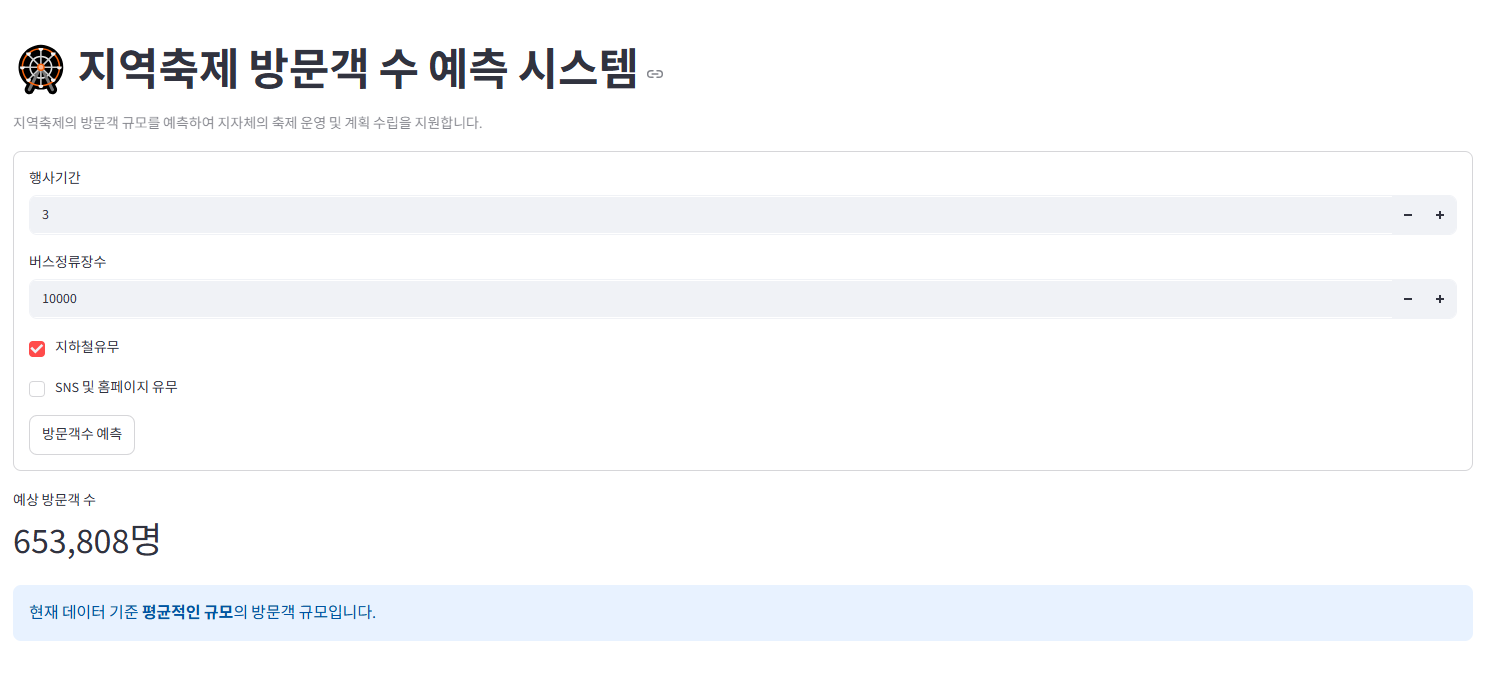 지역축제 방문객 수 예측 시스템
지역축제의 방문객 규모를 예측하여 지자체의 축제 운영 및 계획 수립을 지원합니다.
행사기간
3
버스정류장수
10000
지하철유무
SNS 및 홈페이지 유무
방문객수 예측
예상 방문객 수
653,808명
현재 데이터 기준 평균적인 규모의 방문객 규모입니다.